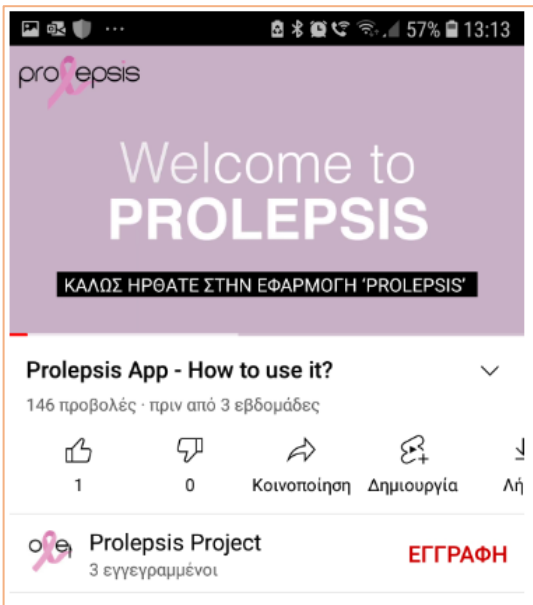 57% 13:13
prolepsis
Welcome to
PROLEPSIS
ΚΑΛΩΣ ΗΡΘΑΤΕ ΣΤΗΝ ΕΦΑΡΜΟΓΗ 'PROLEPSIS'
Prolepsis App - How to use it?
146 προβολές · πριν από 3 εβδομάδες
1 0 Κοινοποίηση Δημιουργία Λή
Prolepsis Project
3 εγγεγραμμένοι
ΕΓΓΡΑΦΗ